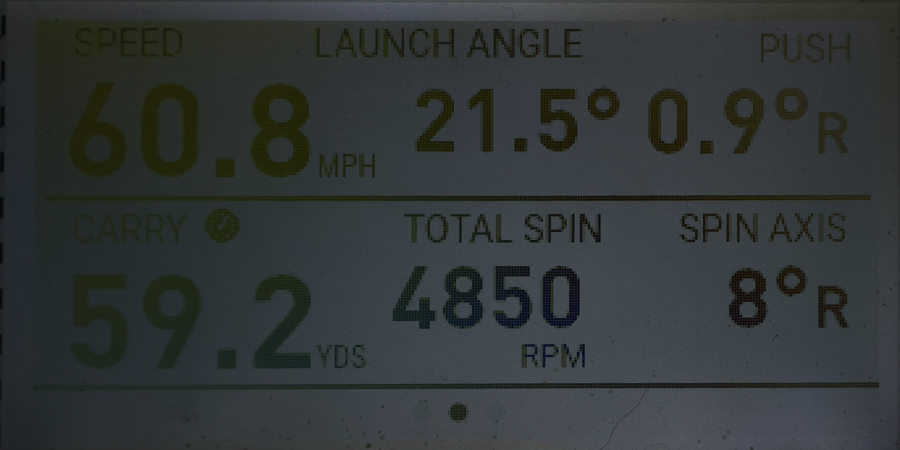 SPEED LAUNCH ANGLE PUSH
60.8 MPH 21.5° 0.9° R
CARRY TOTAL SPIN SPIN AXIS
59.2 YDS 4850 RPM 8° R